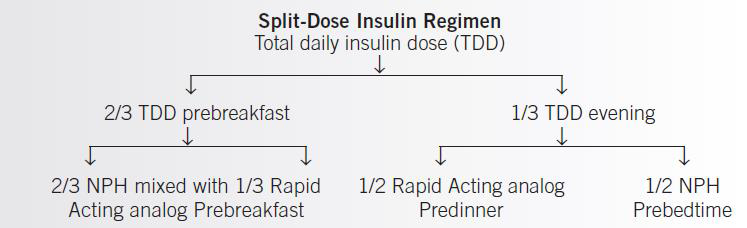 Split-Dose Insulin Regimen
Total daily insulin dose (TDD)
2/3 TDD prebreakfast
1/3 TDD evening
2/3 NPH mixed with 1/3 Rapid
Acting analog Prebreakfast
1/2 Rapid Acting analog
Predinner
1/2 NPH
Prebedtime